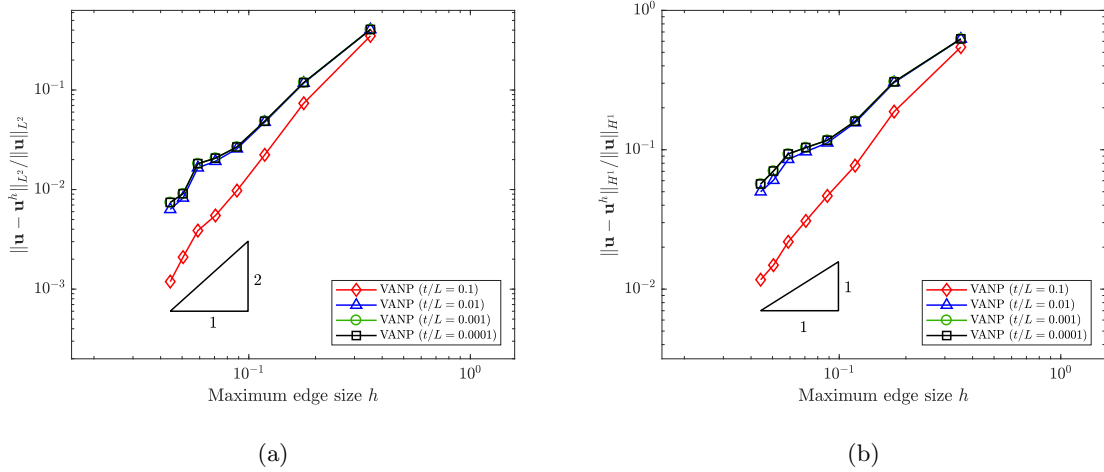 10^{-1}
10^{-2}
10^{-3}
||u − u^h||_{L^2}/||u||_{L^2}
2
1
VANP (t/L = 0.1)
VANP (t/L = 0.01)
VANP (t/L = 0.001)
VANP (t/L = 0.0001)
10^{-1}
10^{0}
Maximum edge size h
(a)
10^{0}
10^{-1}
10^{-2}
||u − u^h||_{H^1}/||u||_{H^1}
1
1
VANP (t/L = 0.1)
VANP (t/L = 0.01)
VANP (t/L = 0.001)
VANP (t/L = 0.0001)
10^{-1}
10^{0}
Maximum edge size h
(b)